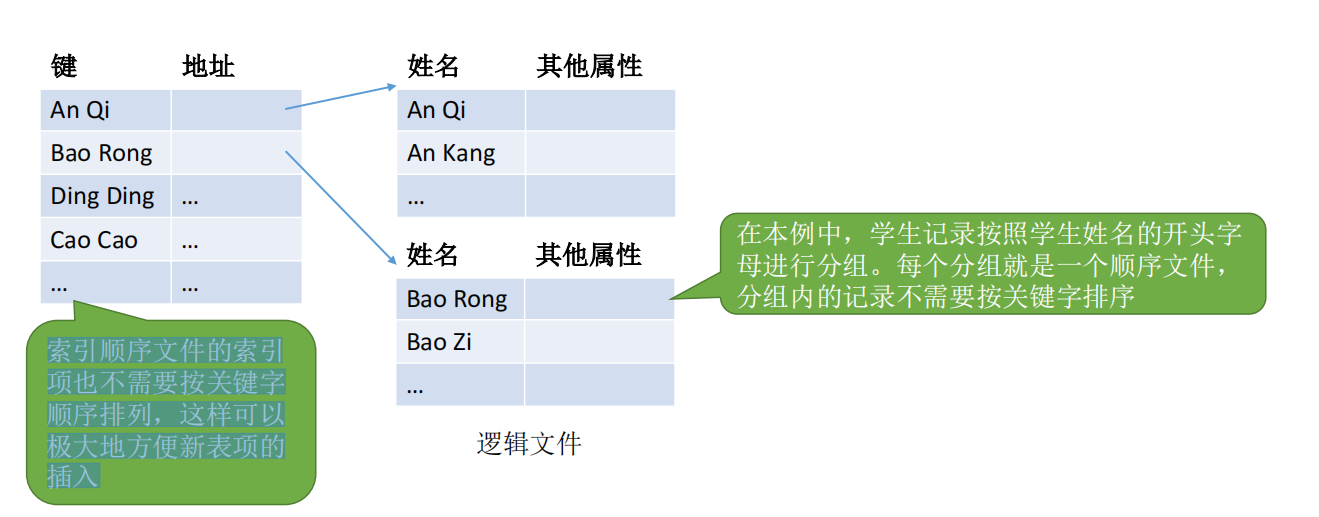 键 地址
An Qi
Bao Rong
Ding Ding …
Cao Cao …
… …
索引顺序文件的索引
项也不需要按关键字
顺序排列，这样可以
极大地方便新表项的
插入
姓名 其他属性
An Qi
An Kang
…
姓名 其他属性
Bao Rong
Bao Zi
…
逻辑文件
在本例中，学生记录按照学生姓名的开头字
母进行分组。每个分组就是一个顺序文件，
分组内的记录不需要按关键字排序